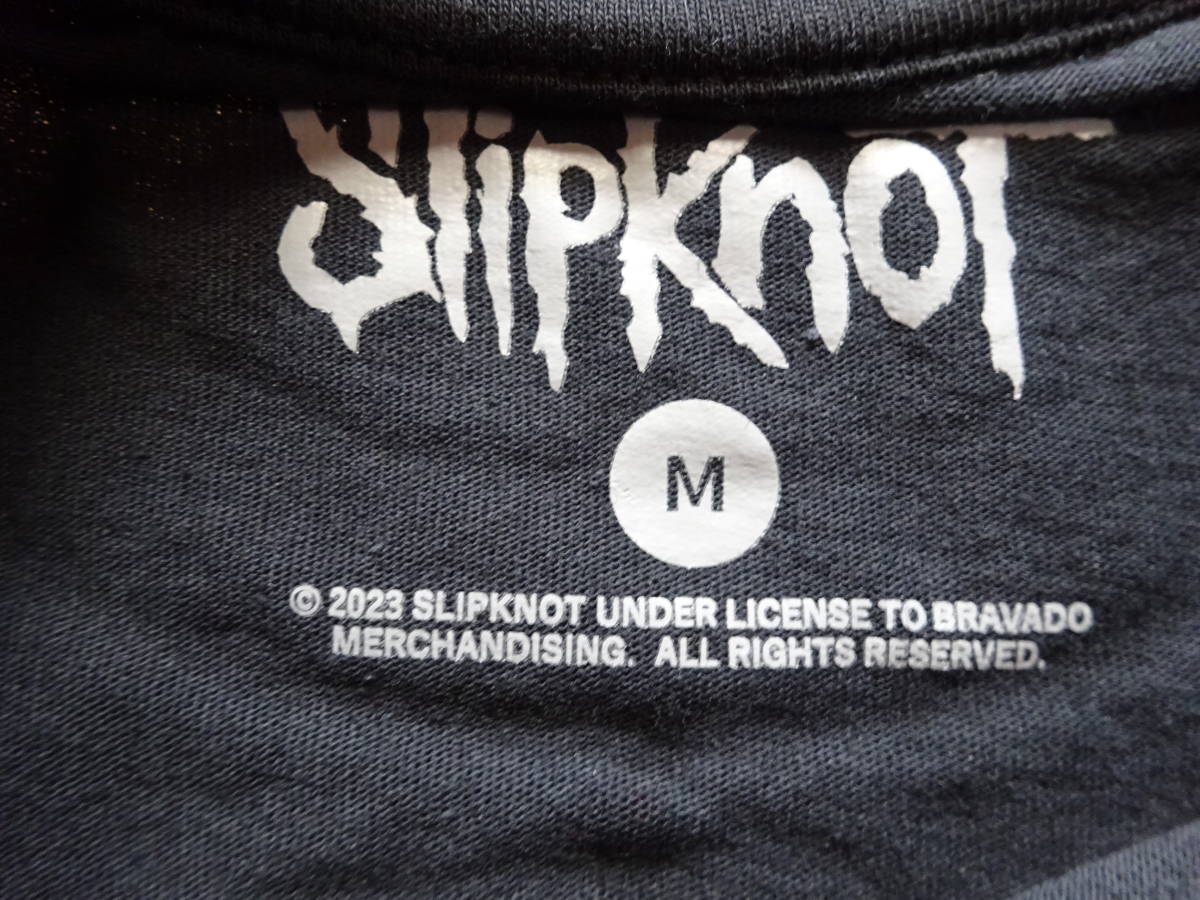 Slipknot
M
© 2023 SLIPKNOT UNDER LICENSE TO BRAVADO
MERCHANDISING. ALL RIGHTS RESERVED.